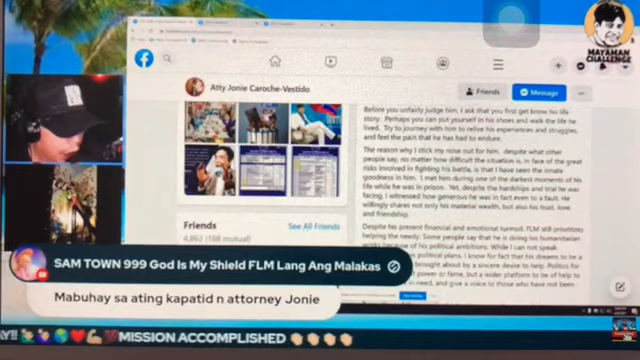 MAYAMAN
CHALLENGE
Atty Jonie Caroche-Vestido
Friends
Message
Before you unfairly judge him, I ask that you first get know his life
story. Perhaps you can put yourself in his shoes and walk the life he
lived. Try to journey with him to relive his experiences and struggles,
and feel the pain that he has had to endure.
The reason why I stick my nose out for him, despite what other
people say, no matter how difficult the situation is, in face of the great
risks involved in fighting his battle, is that I have seen the innate
goodness in him. I met him during one of the darkest moments of his
life while he was in prison. Yet, despite the hardships and trial he was
facing, I witnessed how generous he was in fact even to a fault. He
willingly shares not only his material wealth, but also his trust, love,
and friendship.
Friends
See All Friends
4,863 (168 mutual)
Despite his present financial and emotional turmoil, FLM still prioritizes
helping the needy. Some people say that he is doing his humanitarian
works because of his political ambitions. While I can not speak
political plans, I know for fact that his dreams to be a
brought about by a sincere desire to help. Politics for
power or fame, but a wider platform to be of help to
in need, and give a voice to those who have not been
SAM TOWN 999 God Is My Shield FLM Lang Ang Malakas
Mabuhay sa ating kapatid n attorney Jonie
MISSION ACCOMPLISHED